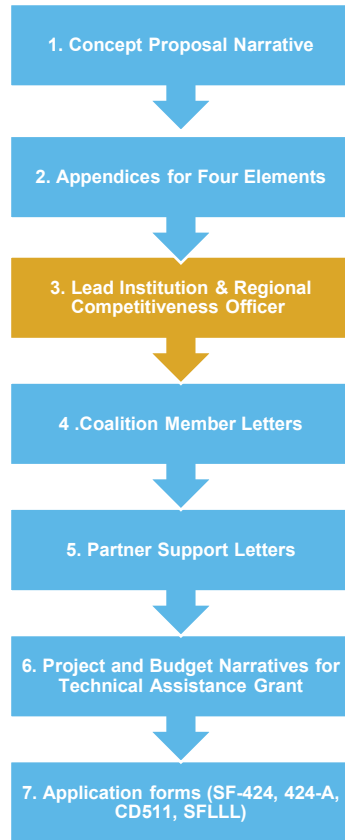 1. Concept Proposal Narrative
2. Appendices for Four Elements
3. Lead Institution & Regional
Competitiveness Officer
4 .Coalition Member Letters
5. Partner Support Letters
6. Project and Budget Narratives for
Technical Assistance Grant
7. Application forms (SF-424, 424-A,
CD511, SFLLL)